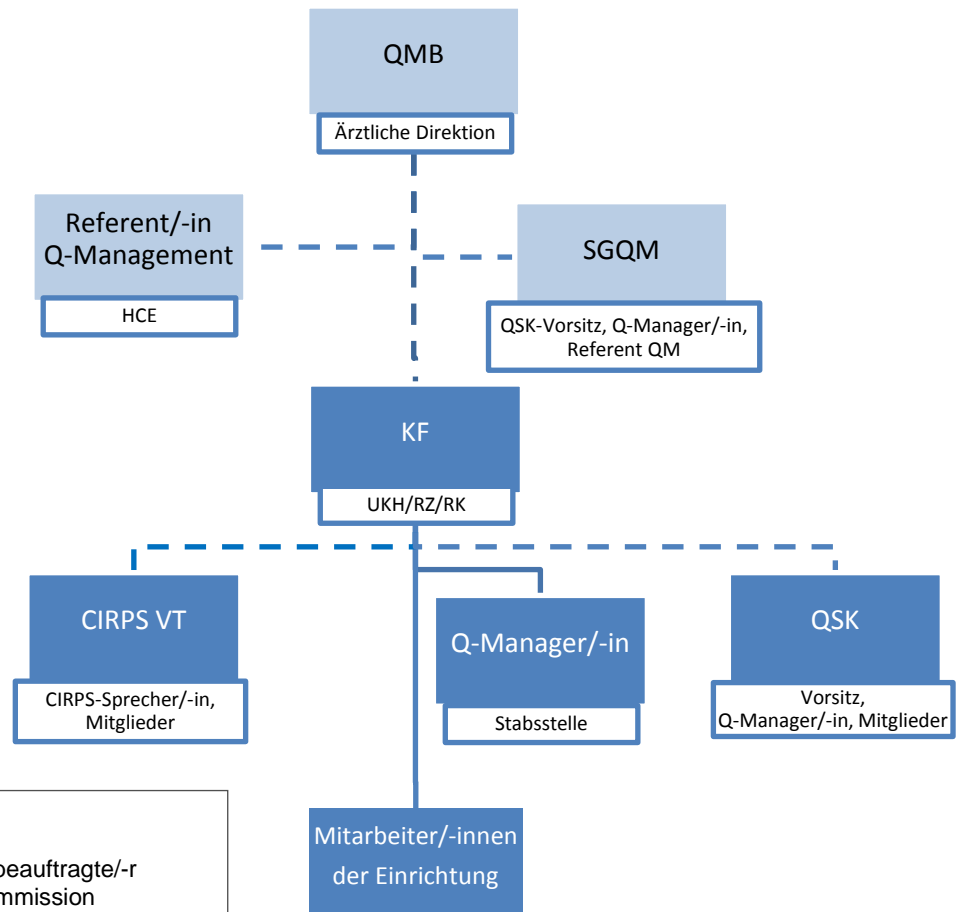 QMB
Ärztliche Direktion
Referent/-in
Q-Management
HCE
SGQM
QSK-Vorsitz, Q-Manager/-in,
Referent QM
KF
UKH/RZ/RK
CIRPS VT
CIRPS-Sprecher/-in,
Mitglieder
Q-Manager/-in
Stabsstelle
QSK
Vorsitz,
Q-Manager/-in, Mitglieder
Mitarbeiter/-innen
der Einrichtung
beauftragte/-r
mmission